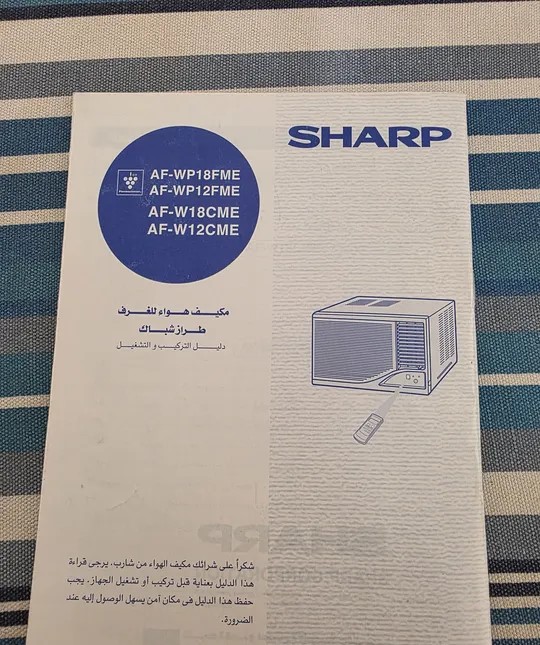 SHARP
AF-WP18FME
AF-WP12FME
AF-W18CME
AF-W12CME
مكيف هواء للغرف
طراز شباك
دليل التركيب و التشغيل
شكراً على شرائك مكيف الهواء من شارب. يرجى قراءة
هذا الدليل بعناية قبل تركيب أو تشغيل الجهاز. يجب
حفظ هذا الدليل في مكان آمن يسهل الوصول إليه عند
الضرورة.
SHARP